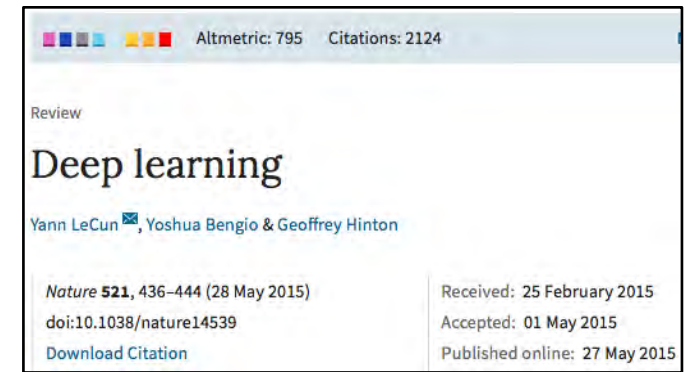 Altmetric: 795 Citations: 2124
Review
Deep learning
Yann LeCun, Yoshua Bengio & Geoffrey Hinton
Nature 521, 436–444 (28 May 2015)
doi:10.1038/nature14539
Download Citation
Received: 25 February 2015
Accepted: 01 May 2015
Published online: 27 May 2015